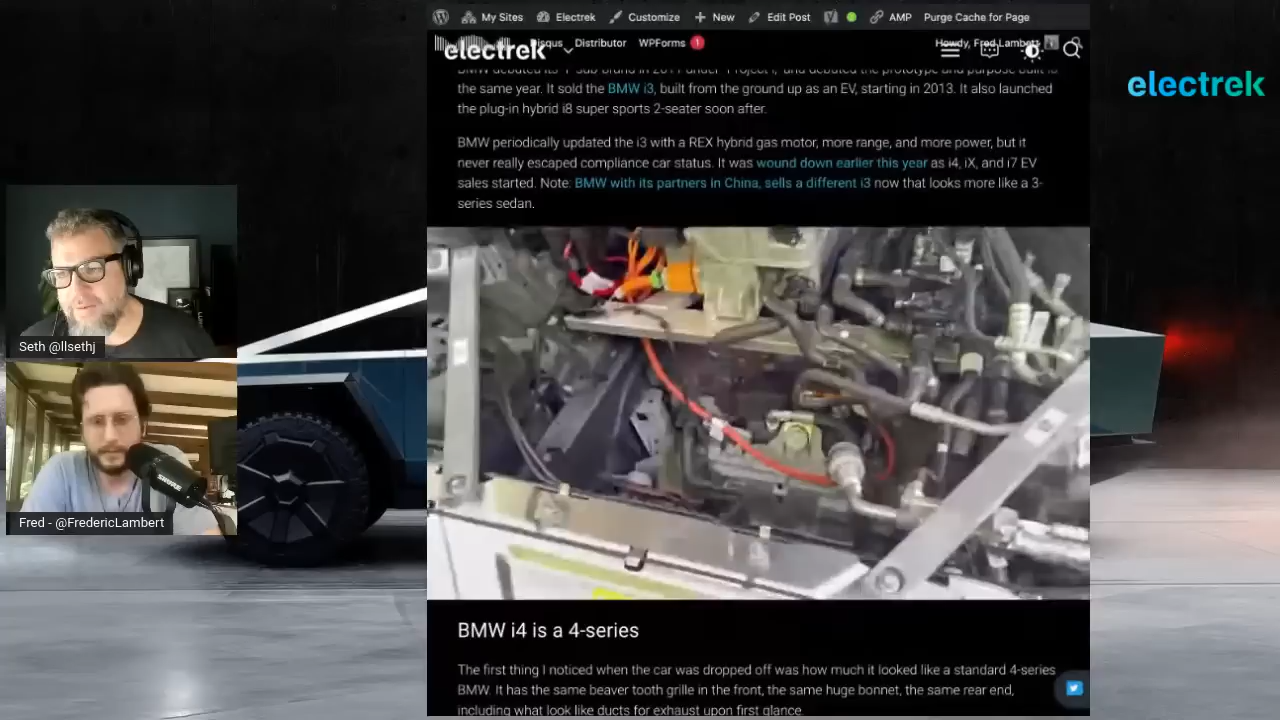 My Sites Electrek Customize New Edit Post AMP Purge Cache for Page
Disqus Distributor WPForms 1 Howdy, Fred Lambert
electrek
electrek
BMW debuted its "i" sub-brand in 2011 under "Project i," and debuted the prototype and purpose built is
the same year. It sold the BMW i3, built from the ground up as an EV, starting in 2013. It also launched
the plug-in hybrid i8 super sports 2-seater soon after.
BMW periodically updated the i3 with a REX hybrid gas motor, more range, and more power, but it
never really escaped compliance car status. It was wound down earlier this year as i4, iX, and i7 EV
sales started. Note: BMW with its partners in China, sells a different i3 now that looks more like a 3-
series sedan.
Seth @llsethj
SHURE
Fred - @FredericLambert
BMW i4 is a 4-series
The first thing I noticed when the car was dropped off was how much it looked like a standard 4-series
BMW. It has the same beaver tooth grille in the front, the same huge bonnet, the same rear end,
including what look like ducts for exhaust upon first glance.